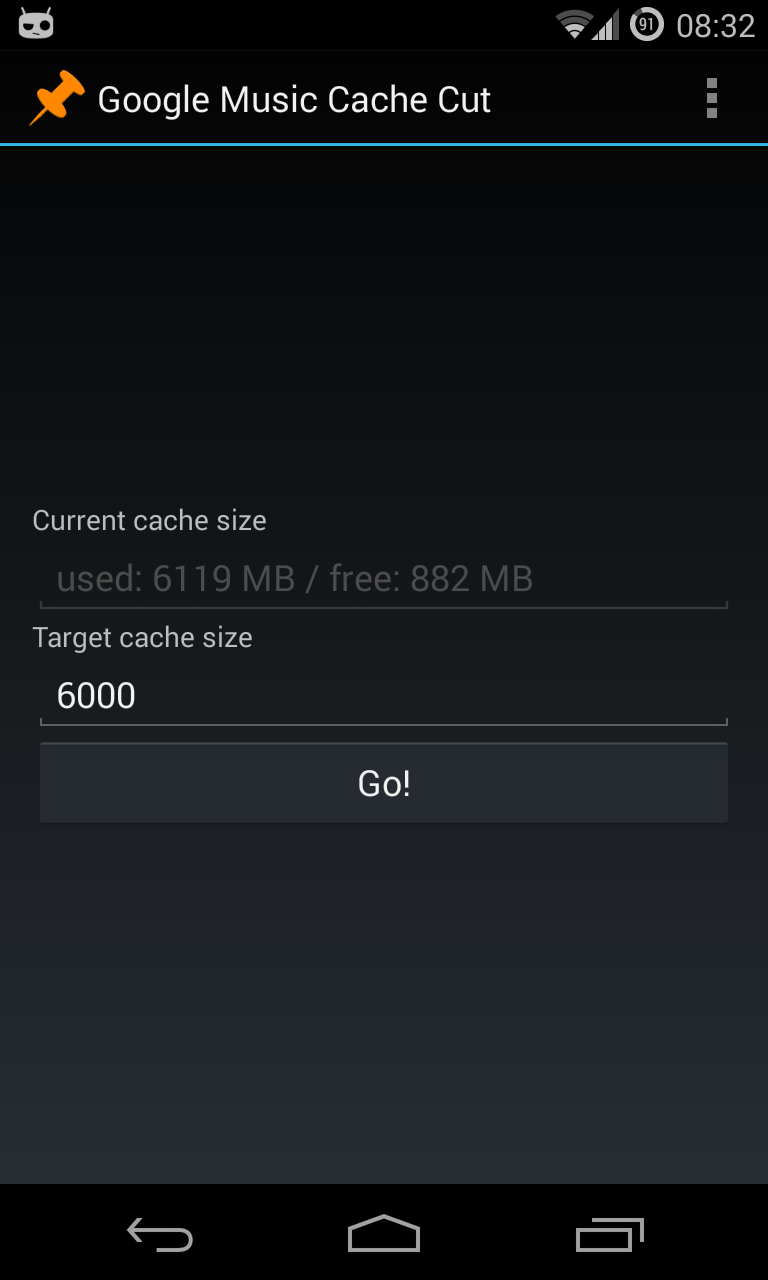 91 08:32
Google Music Cache Cut
Current cache size
used: 6119 MB / free: 882 MB
Target cache size
6000
Go!